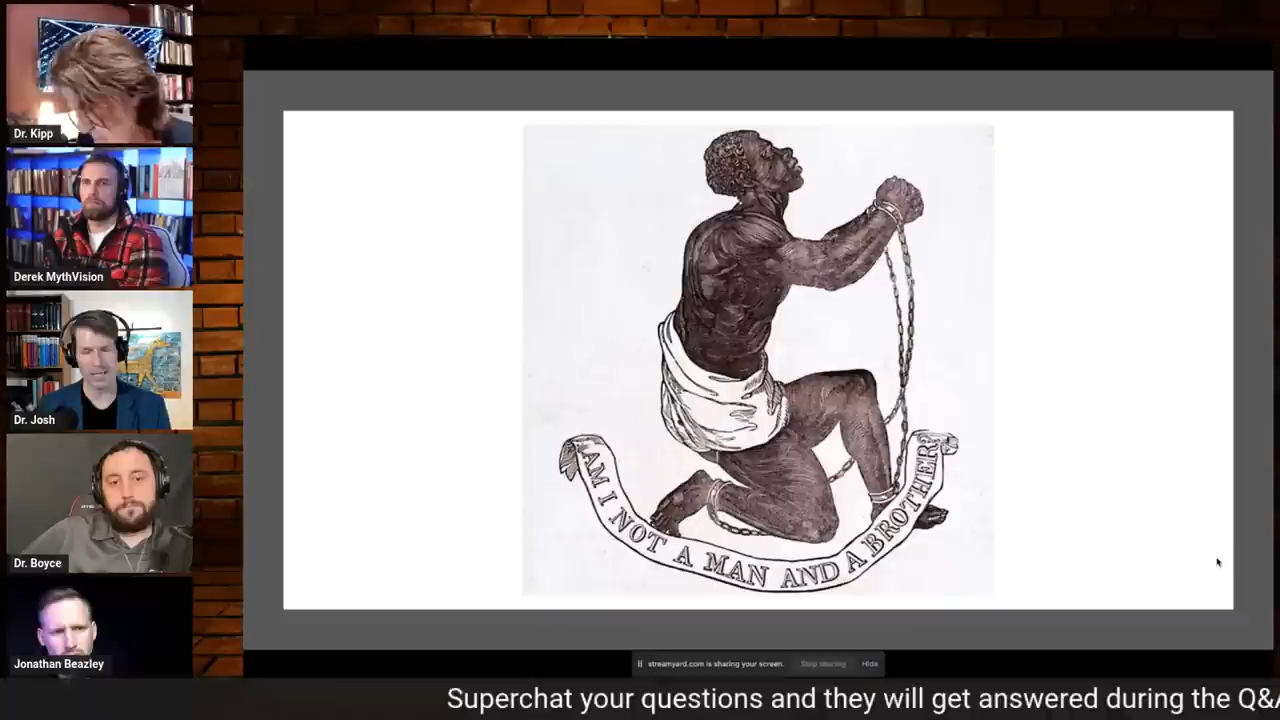 Dr. Kipp
Derek MythVision
Dr. Josh
Dr. Boyce
Jonathan Beazley
AM I NOT A MAN AND A BROTHER
streamyard.com is sharing your screen.
Stop sharing
Hide
Superchat your questions and they will get answered during the Q&